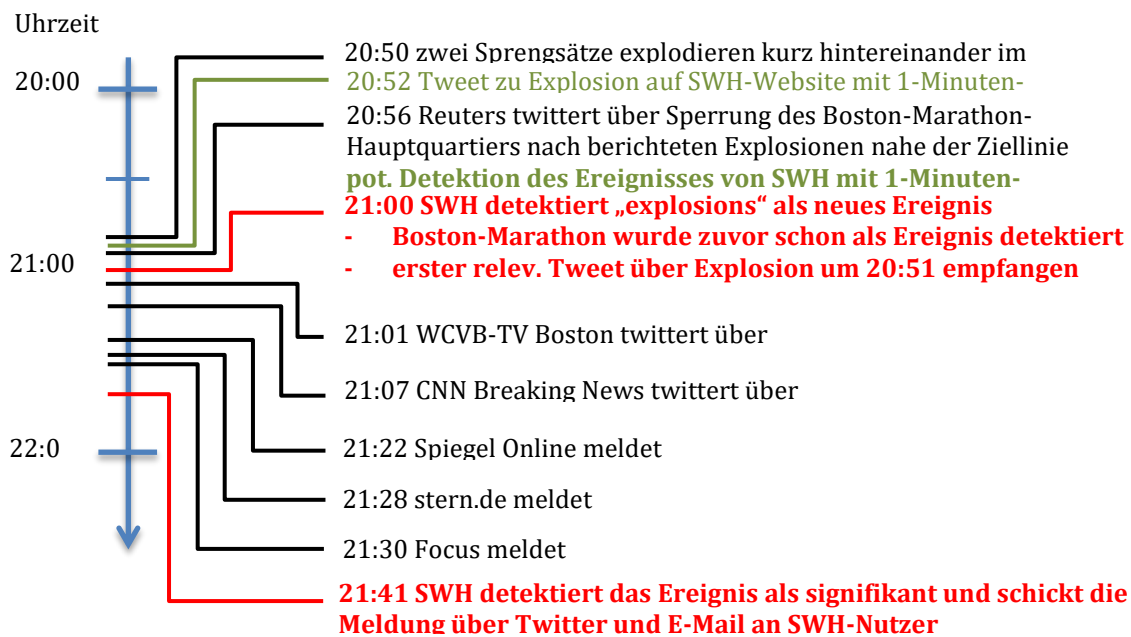 Uhrzeit
20:00
21:00
22:0
20:50 zwei Sprengsätze explodieren kurz hintereinander im
20:52 Tweet zu Explosion auf SWH-Website mit 1-Minuten-
20:56 Reuters twittert über Sperrung des Boston-Marathon-
Hauptquartiers nach berichteten Explosionen nahe der Ziellinie
pot. Detektion des Ereignisses von SWH mit 1-Minuten-
21:00 SWH detektiert „explosions“ als neues Ereignis
- Boston-Marathon wurde zuvor schon als Ereignis detektiert
- erster relev. Tweet über Explosion um 20:51 empfangen
21:01 WCVB-TV Boston twittert über
21:07 CNN Breaking News twittert über
21:22 Spiegel Online meldet
21:28 stern.de meldet
21:30 Focus meldet
21:41 SWH detektiert das Ereignis als signifikant und schickt die
Meldung über Twitter und E-Mail an SWH-Nutzer